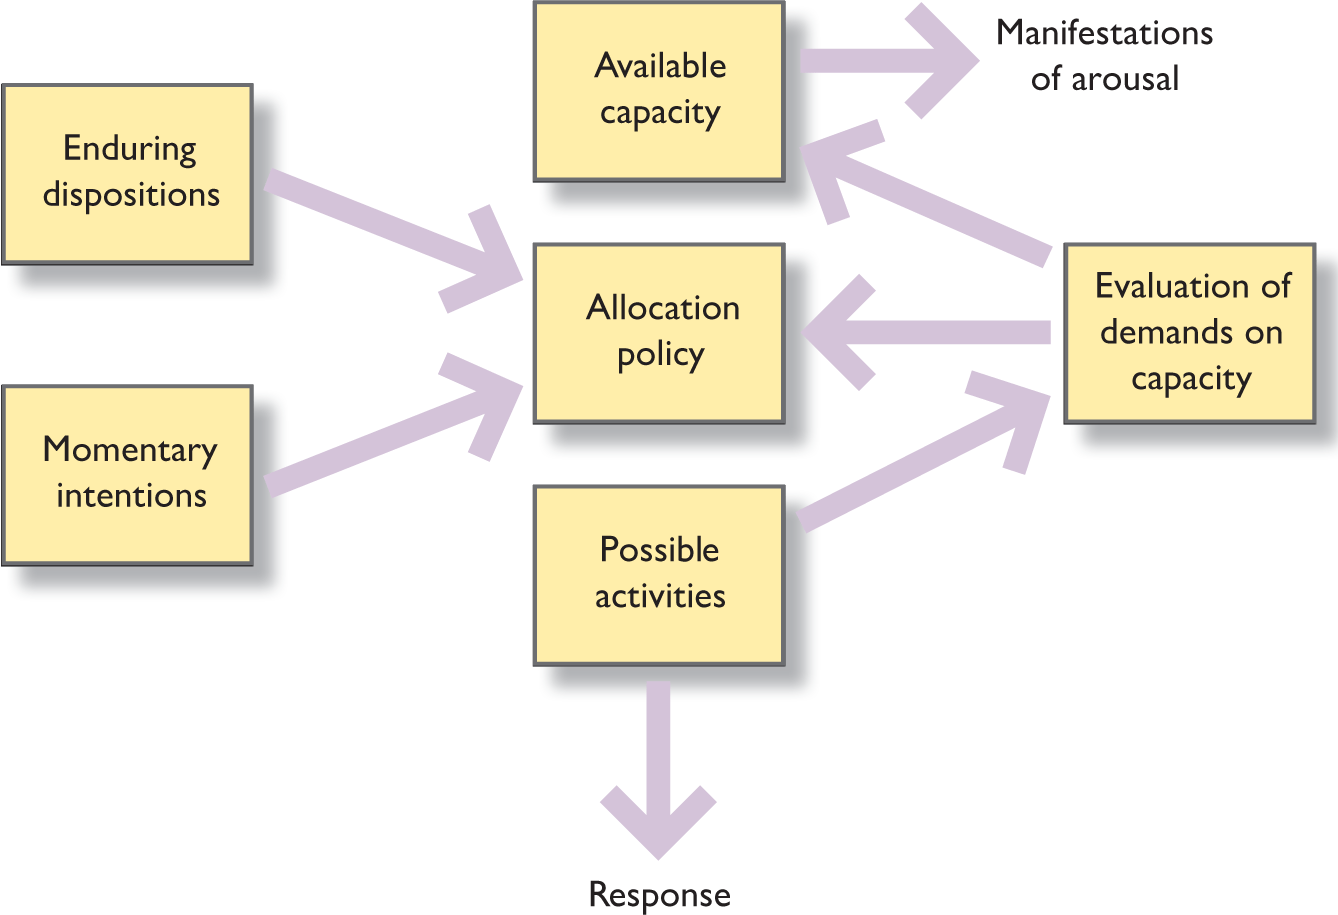 Available
capacity
Manifestations
of arousal
Enduring
dispositions
Allocation
policy
Evaluation of
demands on
capacity
Momentary
intentions
Possible
activities
Response